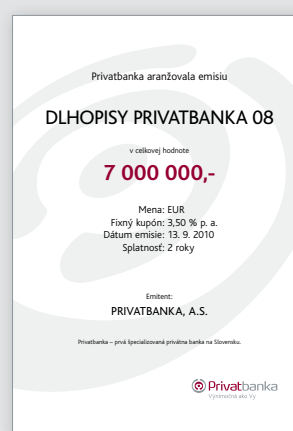 Privatbanka aranžovala emisiu
DLHOPISY PRIVATBANKA 08
v celkovej hodnote
7 000 000,-
Mena: EUR
Fixný kupón: 3,50 % p. a.
Dátum emisie: 13. 9. 2010
Splatnosť: 2 roky
Emitent:
PRIVATBANKA, A.S.
Privatbanka – prvá špecializovaná privátna banka na Slovensku.
Privatbanka
Výnimočná ako Vy